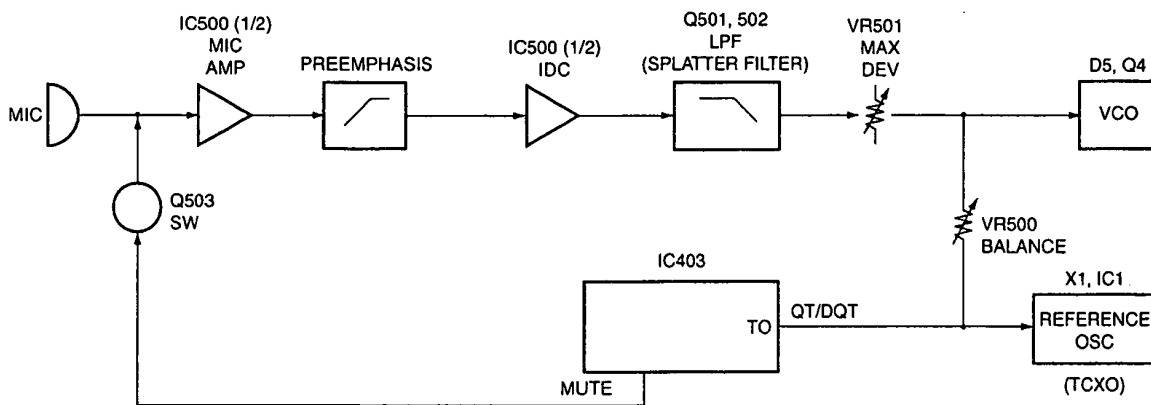 IC500 (1/2)
MIC
AMP
PREEMPHASIS
IC500 (1/2)
IDC
Q501, 502
LPF
(SPLATTER FILTER)
VR501
MAX
DEV
D5, Q4
VCO
MIC
Q503
SW
VR500
BALANCE
IC403
TO
QT/DQT
MUTE
X1, IC1
REFERENCE
OSC
(TCXO)